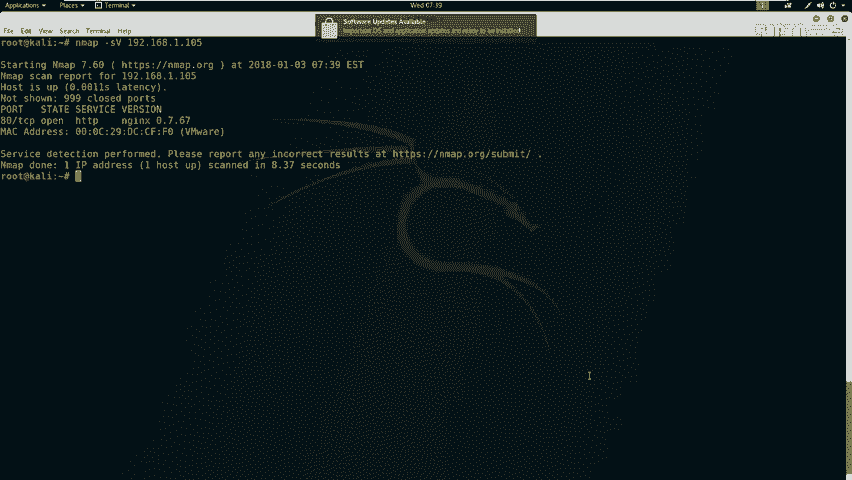 Applications ▾ Places ▾ Terminal ▾ Wed 07:39
Software Updates Available
Important OS and application updates are ready to be installed
File Edit View Search Terminal Help
root@kali:~# nmap -sV 192.168.1.105
Starting Nmap 7.60 ( https://nmap.org ) at 2018-01-03 07:39 EST
Nmap scan report for 192.168.1.105
Host is up (0.0011s latency).
Not shown: 999 closed ports
PORT STATE SERVICE VERSION
80/tcp open http nginx 0.7.67
MAC Address: 00:0C:29:DC:CF:F0 (VMware)
Service detection performed. Please report any incorrect results at https://nmap.org/submit/ .
Nmap done: 1 IP address (1 host up) scanned in 8.37 seconds
root@kali:~#